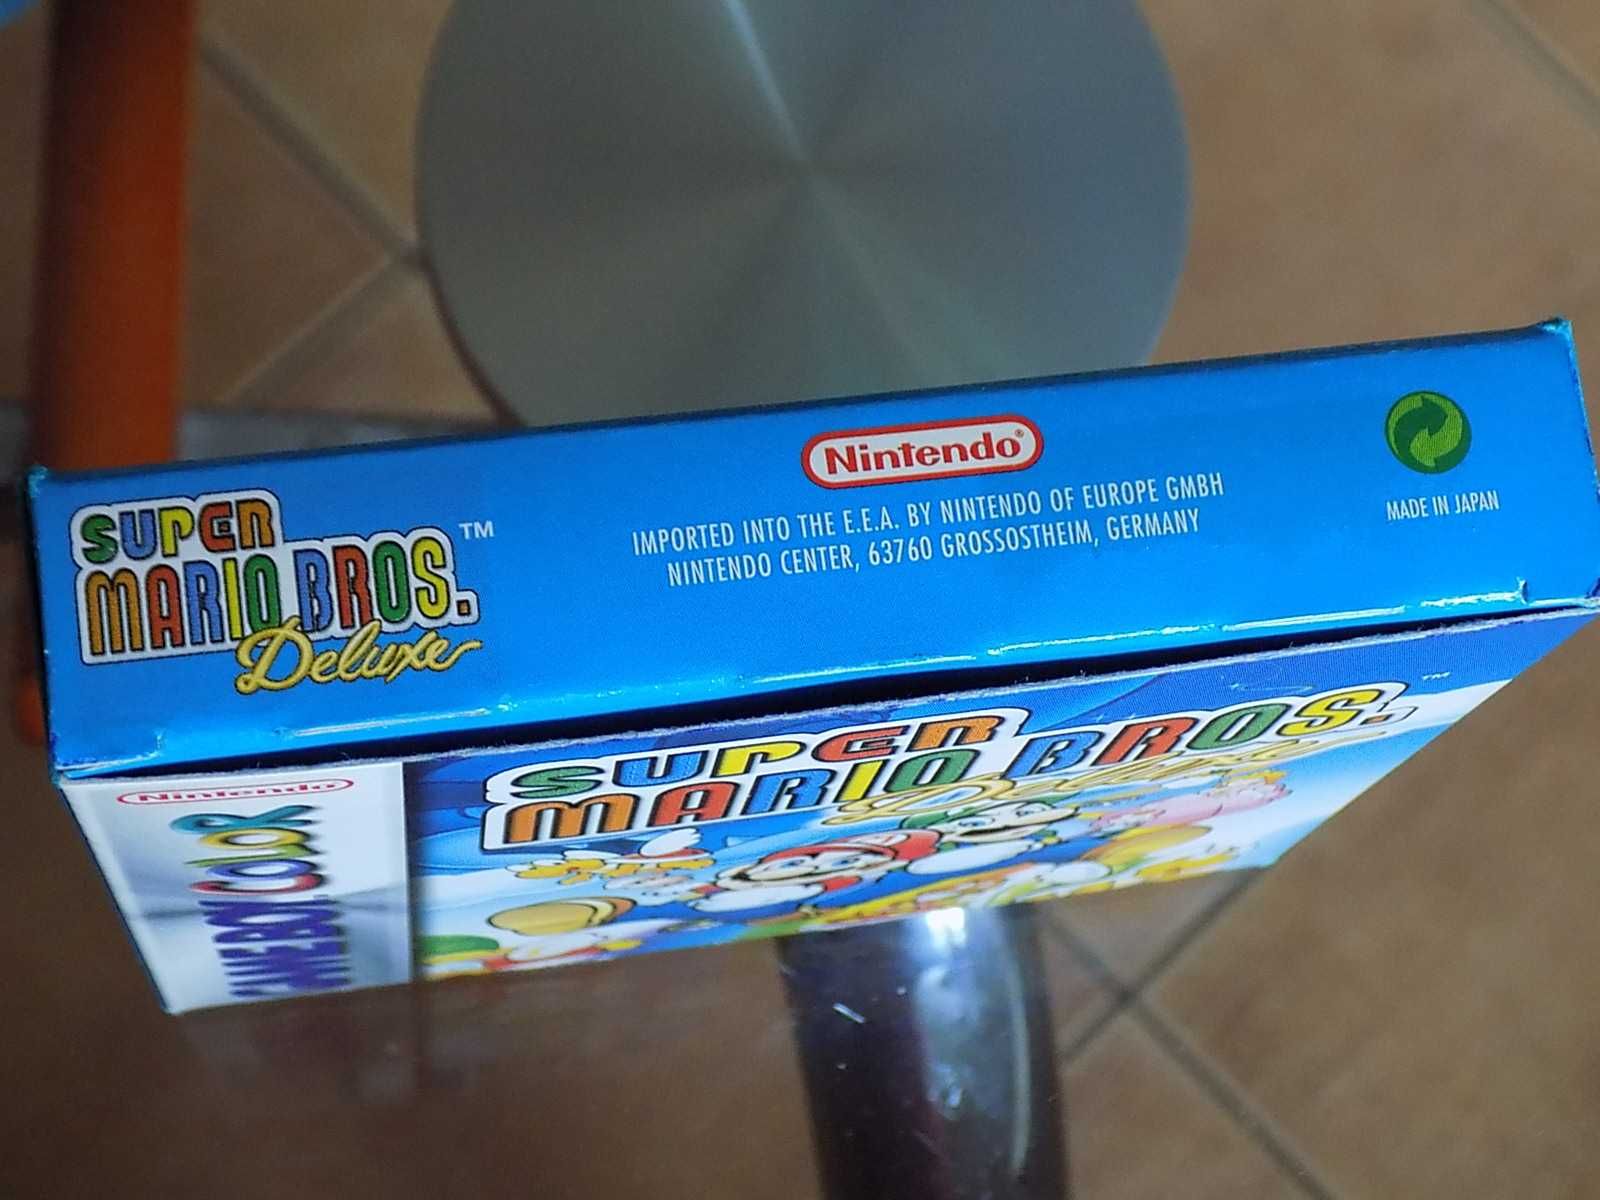 SUPER
MARIO BROS.™
Deluxe
Nintendo®
IMPORTED INTO THE E.E.A. BY NINTENDO OF EUROPE GMBH
NINTENDO CENTER, 63760 GROSSOSTHEIM, GERMANY
MADE IN JAPAN
Nintendo
GAME BOY COLOR
SUPER
MARIO BROS.™
Deluxe